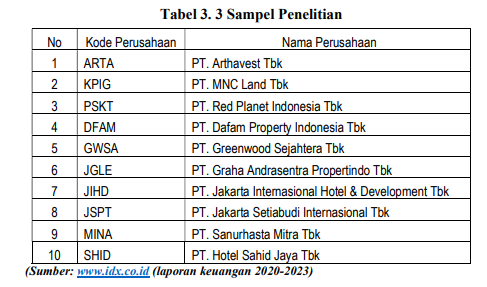 Tabel 3. 3 Sampel Penelitian
No Kode Perusahaan Nama Perusahaan
1 ARTA PT. Arthavest Tbk
2 KPIG PT. MNC Land Tbk
3 PSKT PT. Red Planet Indonesia Tbk
4 DFAM PT. Dafam Property Indonesia Tbk
5 GWSA PT. Greenwood Sejahtera Tbk
6 JGLE PT. Graha Andrasentra Propertindo Tbk
7 JIHD PT. Jakarta Internasional Hotel & Development Tbk
8 JSPT PT. Jakarta Setiabudi Internasional Tbk
9 MINA PT. Sanurhasta Mitra Tbk
10 SHID PT. Hotel Sahid Jaya Tbk
(Sumber: www.idx.co.id (laporan keuangan 2020-2023)